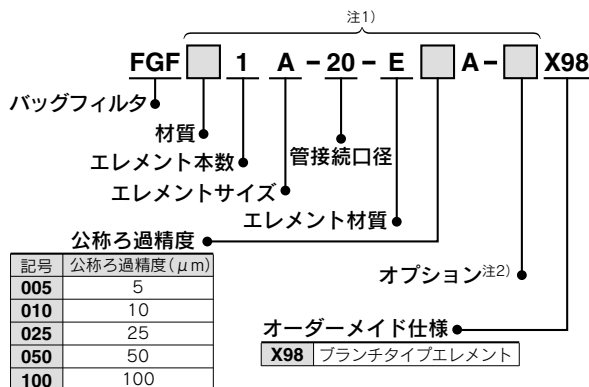 注1)
FGF 1 A - 20 - E A - X98
バッグフィルタ
材質
エレメント本数
管接続口径
エレメントサイズ
エレメント材質
公称ろ過精度
記号 公称ろ過精度(μm)
005 5
010 10
025 25
050 50
100 100
オプション注2)
オーダーメイド仕様
X98 ブランチタイプエレメント